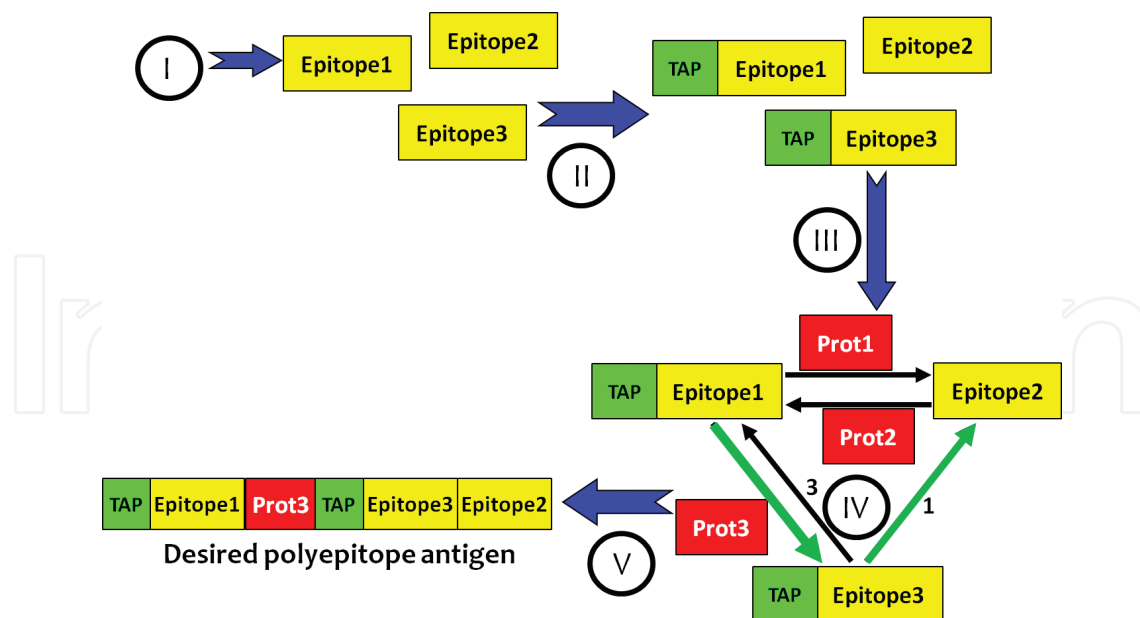 I
Epitope1
Epitope2
Epitope3
II
TAP Epitope1
Epitope2
TAP Epitope3
III
Prot1
TAP Epitope1
Epitope2
Prot2
3
IV
1
TAP Epitope1 Prot3 TAP Epitope3 Epitope2
Desired polyepitope antigen
V
Prot3
TAP Epitope3